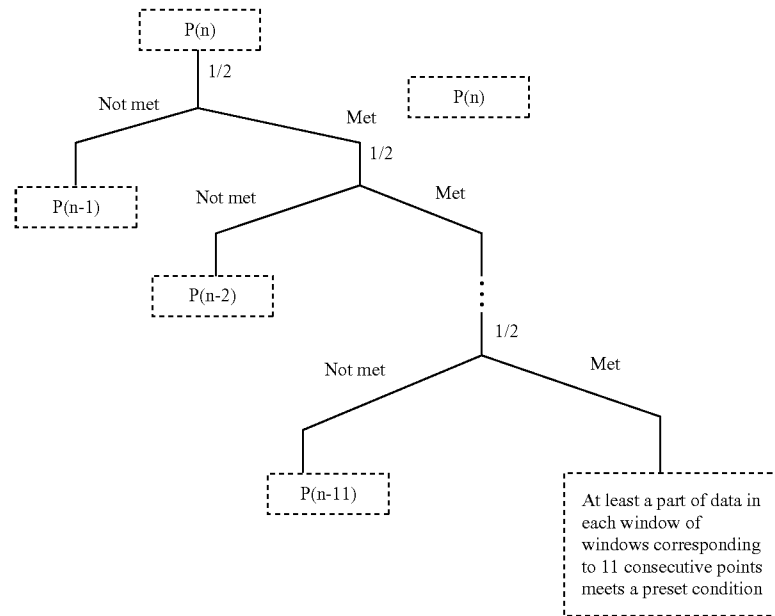 P(n)
1/2
P(n)
Not met
Met
1/2
P(n-1)
Not met
Met
P(n-2)
1/2
Not met
Met
P(n-11)
At least a part of data in
each window of
windows corresponding
to 11 consecutive points
meets a preset condition